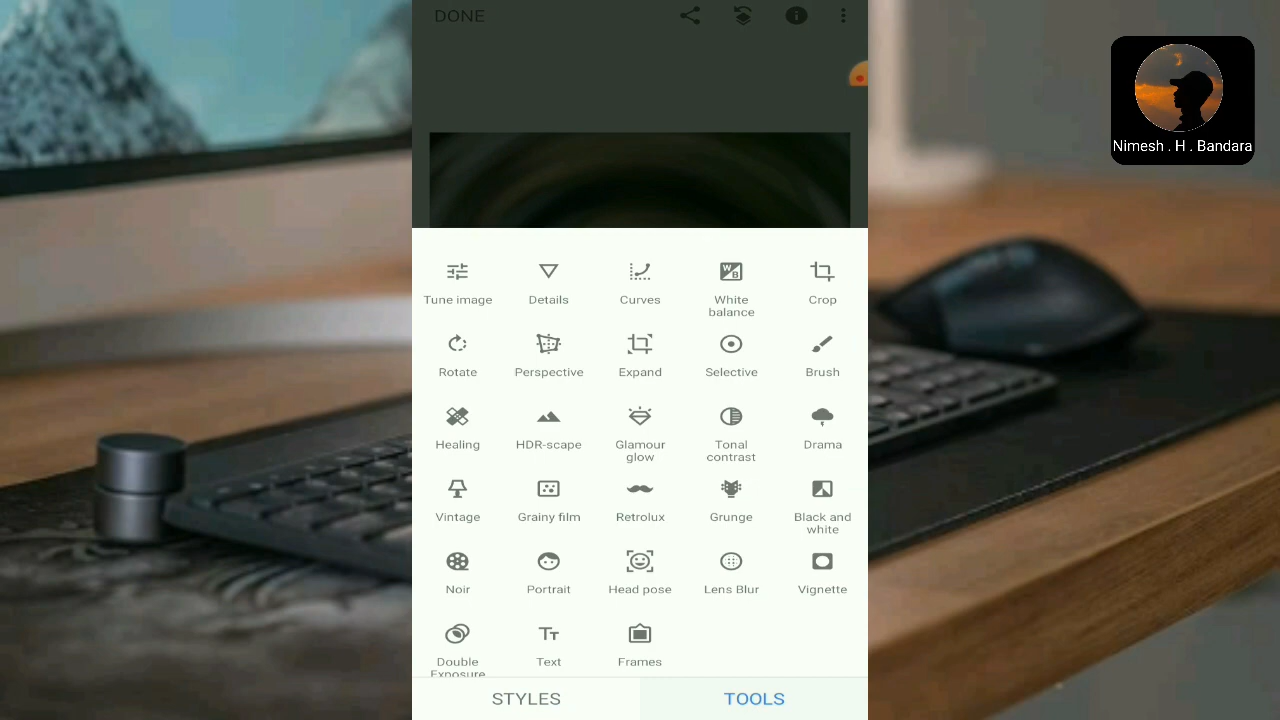 DONE
Nimesh . H . Bandara
Tune image
Details
Curves
White
balance
Crop
Rotate
Perspective
Expand
Selective
Brush
Healing
HDR-scape
Glamour
glow
Tonal
contrast
Drama
Vintage
Grainy film
Retrolux
Grunge
Black and
white
Noir
Portrait
Head pose
Lens Blur
Vignette
Double
Exposure
Text
Frames
STYLES
TOOLS